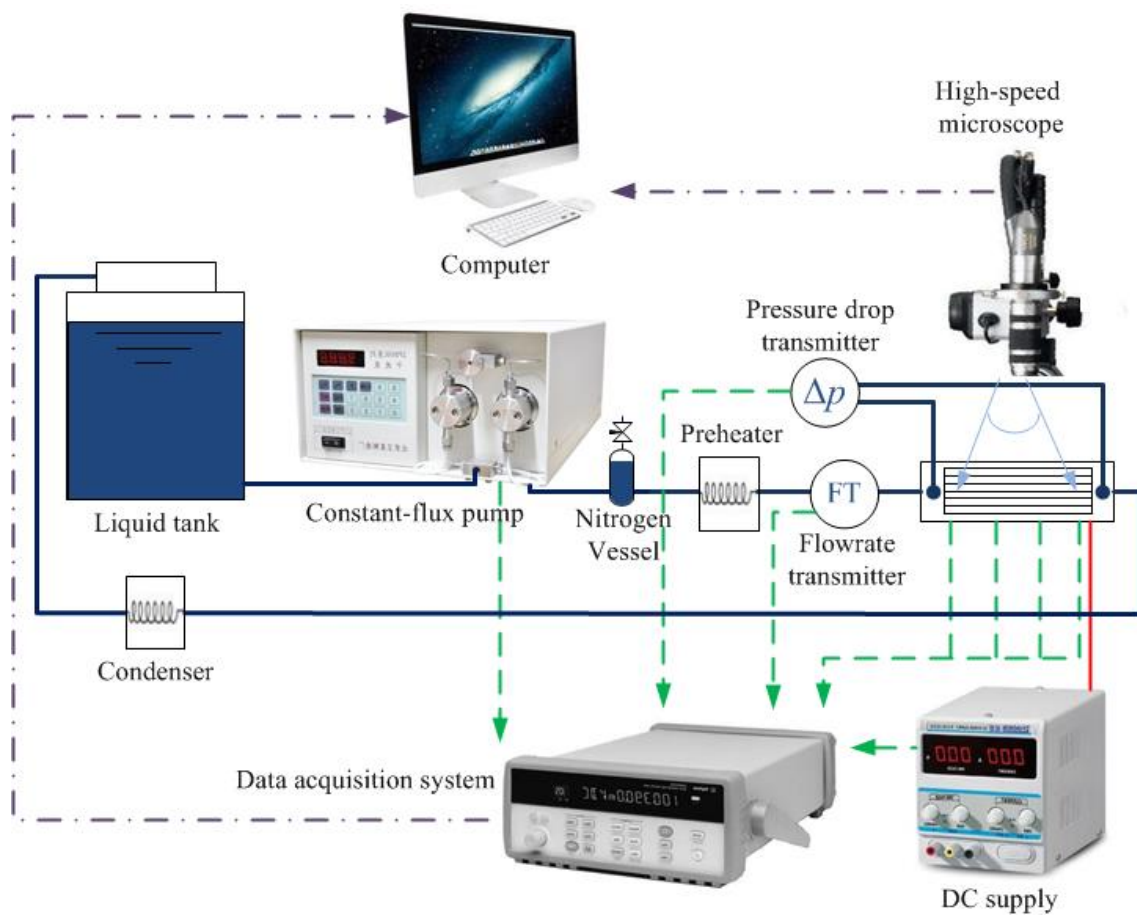 High-speed
microscope
Computer
Pressure drop
transmitter
Δp
Preheater
FT
Liquid tank
Constant-flux pump
Nitrogen
Vessel
Flowrate
transmitter
Condenser
Data acquisition system
DC supply